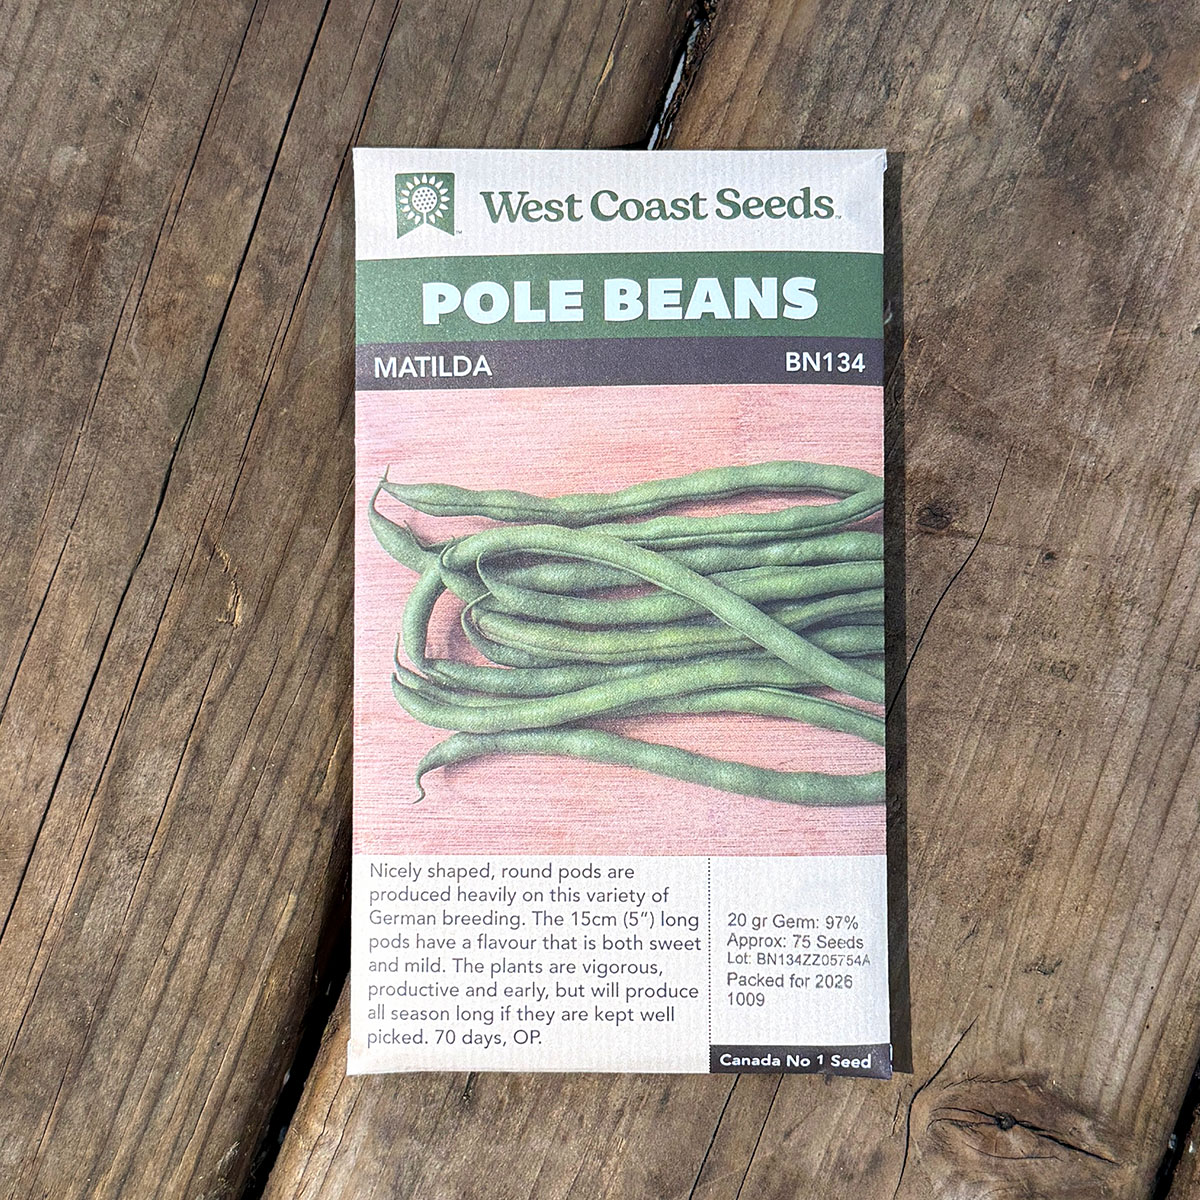 West Coast Seeds
POLE BEANS
MATILDA
BN134
Nicely shaped, round pods are
produced heavily on this variety of
German breeding. The 15cm (5”) long
pods have a flavour that is both sweet
and mild. The plants are vigorous,
productive and early, but will produce
all season long if they are kept well
picked. 70 days, OP.
20 gr Germ: 97%
Approx: 75 Seeds
Lot: BN134ZZ05754A
Packed for 2026
1009
Canada No 1 Seed